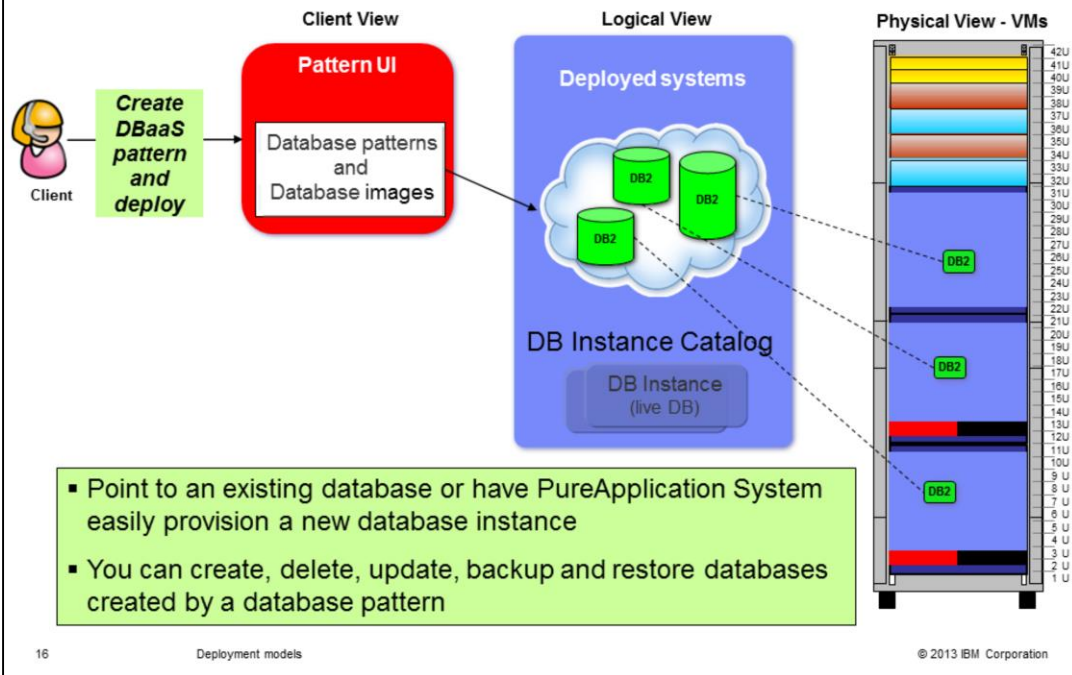 Client View
Logical View
Physical View - VMs
Client
Create
DBaaS
pattern
and
deploy
Pattern UI
Database patterns
and
Database images
Deployed systems
DB2
DB2
DB2
DB Instance Catalog
DB Instance
(live DB)
42U
41U
40U
39U
38U
37U
36U
35U
34U
33U
32U
31U
30U
29U
28U
27U
26U
25U
24U
23U
22U
21U
20U
19U
18U
17U
16U
15U
14U
13U
12U
11U
10U
9 U
8 U
7 U
6 U
5 U
4 U
3 U
2 U
1 U
DB2
DB2
DB2
▪ Point to an existing database or have PureApplication System
easily provision a new database instance
▪ You can create, delete, update, backup and restore databases
created by a database pattern
16
Deployment models
© 2013 IBM Corporation